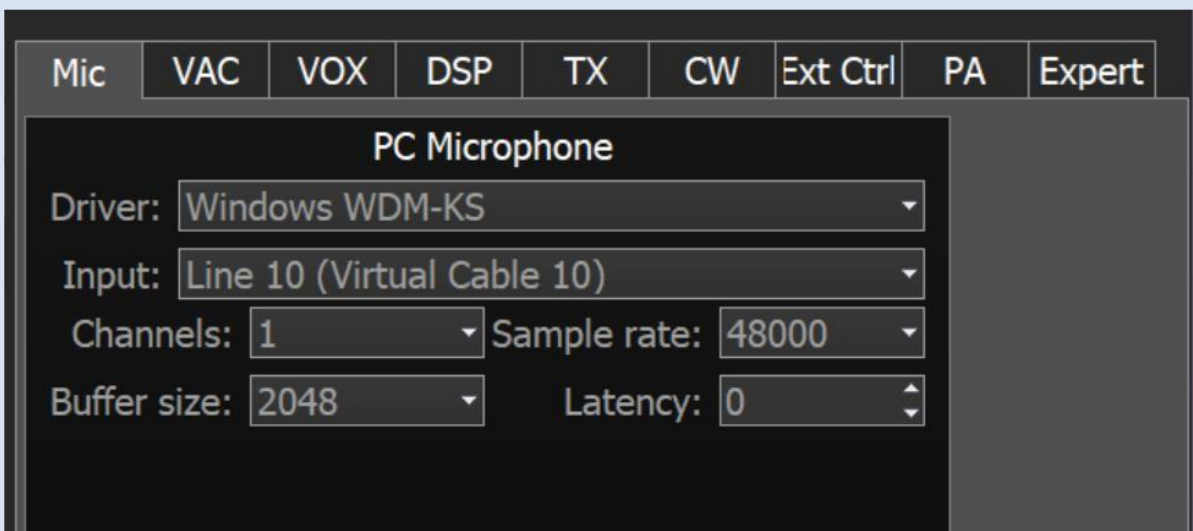 Mic VAC VOX DSP TX CW Ext Ctrl PA Expert
PC Microphone
Driver: Windows WDM-KS
Input: Line 10 (Virtual Cable 10)
Channels: 1 Sample rate: 48000
Buffer size: 2048 Latency: 0